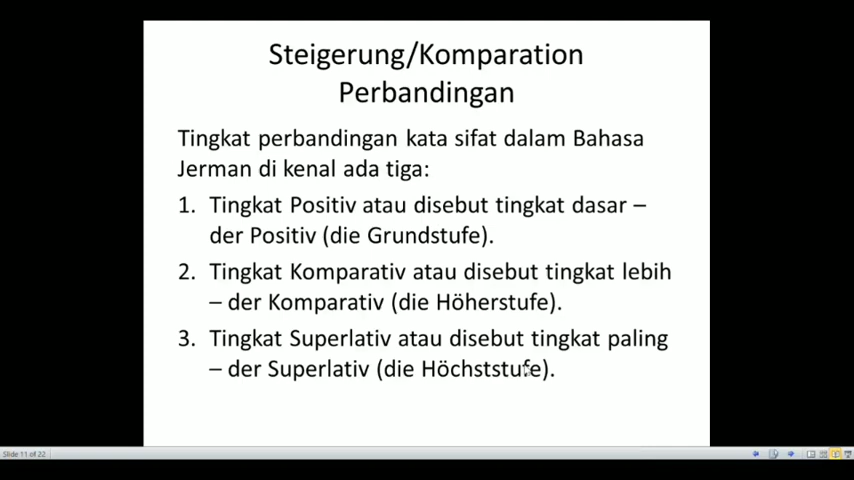 Steigerung/Komparation
Perbandingan
Tingkat perbandingan kata sifat dalam Bahasa
Jerman di kenal ada tiga:
1. Tingkat Positiv atau disebut tingkat dasar –
der Positiv (die Grundstufe).
2. Tingkat Komparativ atau disebut tingkat lebih
– der Komparativ (die Höherstufe).
3. Tingkat Superlativ atau disebut tingkat paling
– der Superlativ (die Höchststufe).
Slide 11 of 22